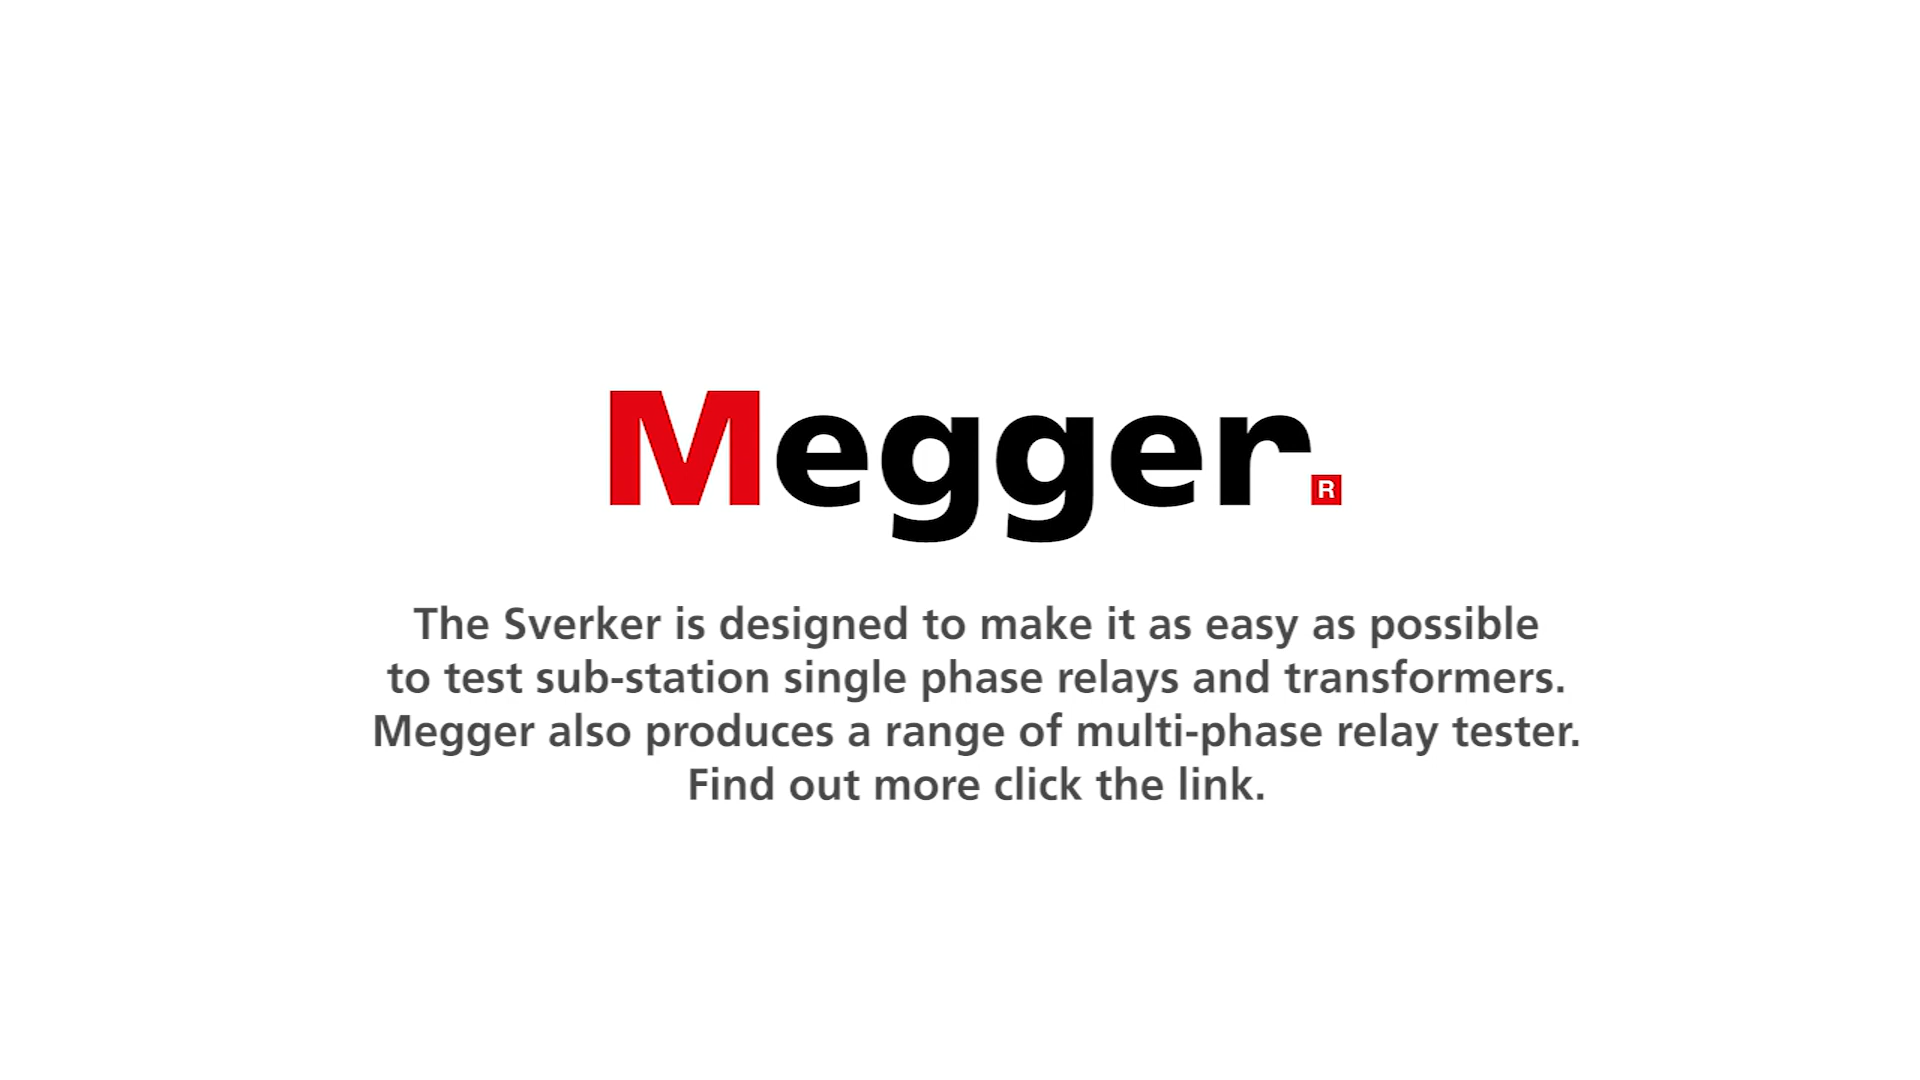 Megger.
R
The Sverker is designed to make it as easy as possible
to test sub-station single phase relays and transformers.
Megger also produces a range of multi-phase relay tester.
Find out more click the link.